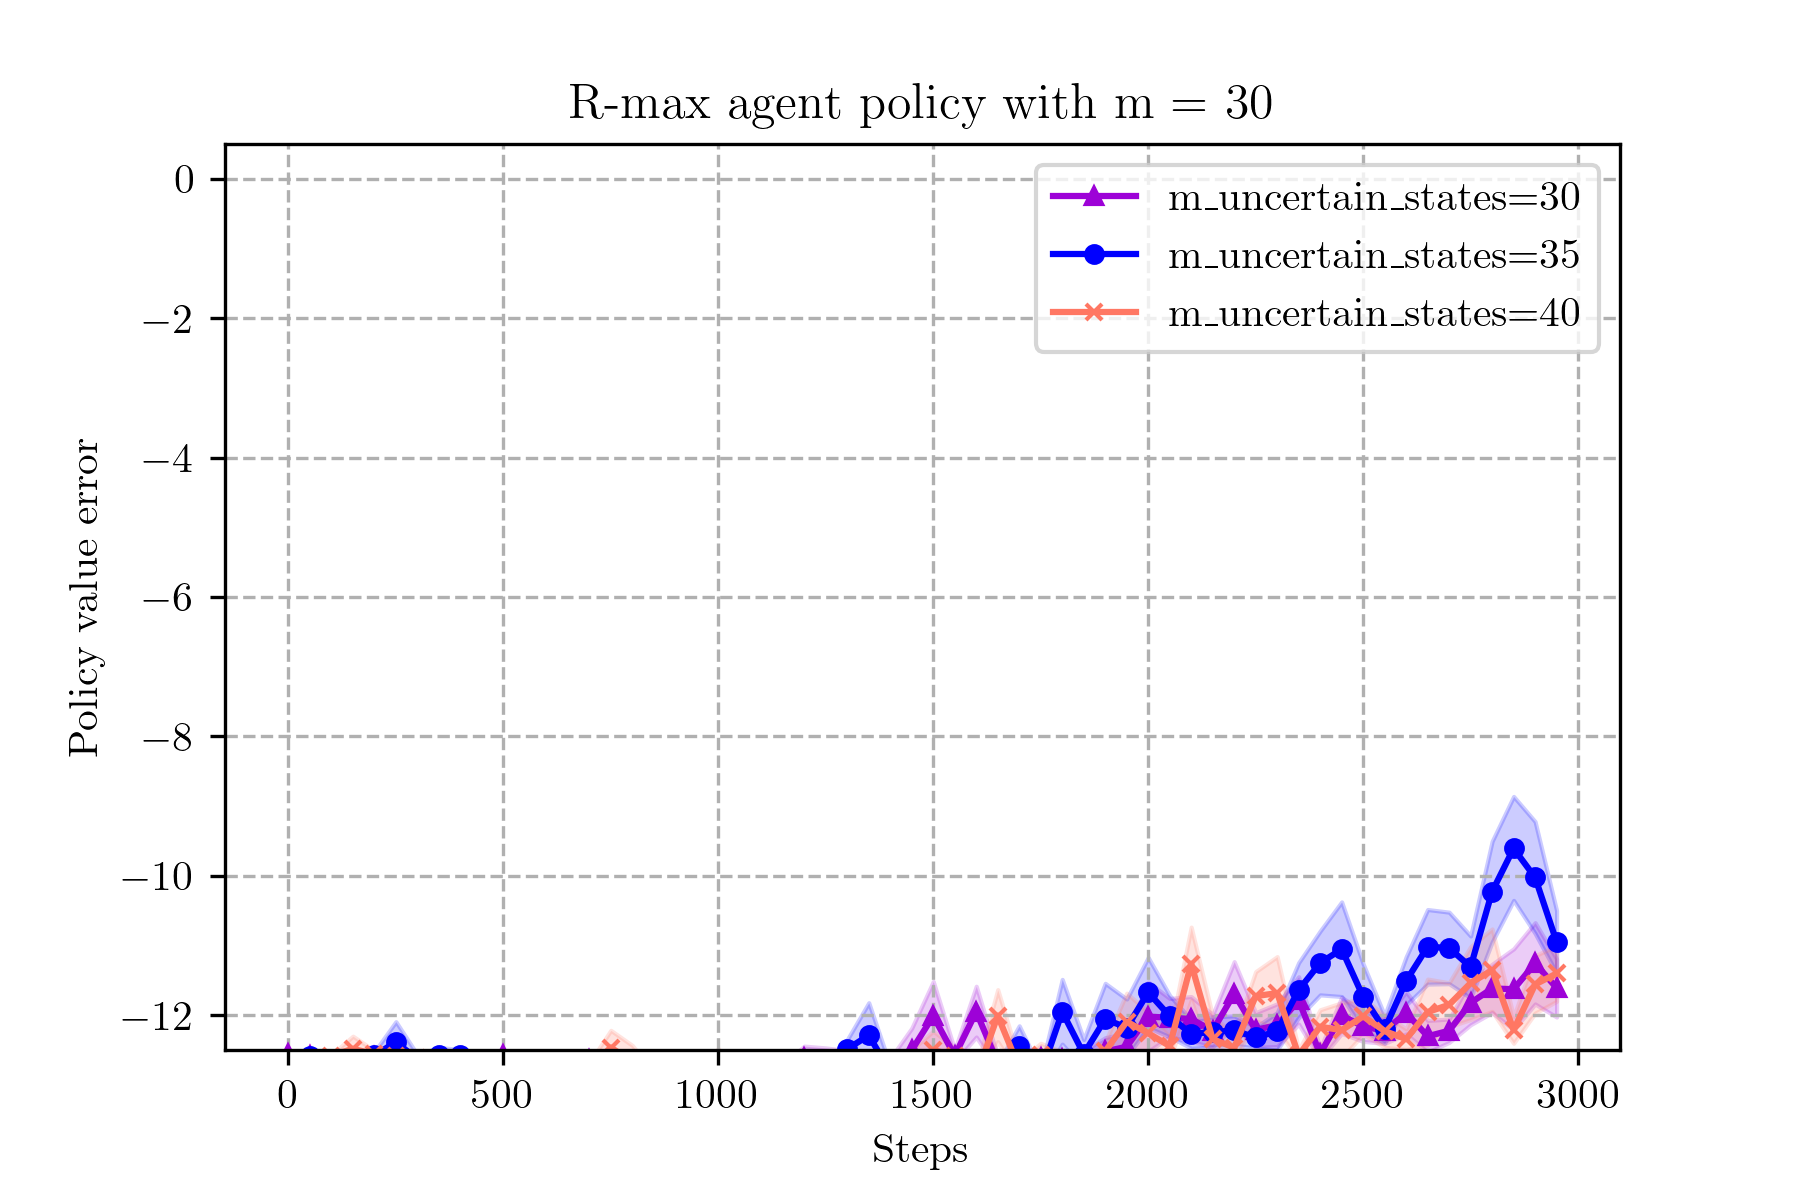 R-max agent policy with m = 30
m_uncertain_states=30
m_uncertain_states=35
m_uncertain_states=40
Policy value error
0
−2
−4
−6
−8
−10
−12
0 500 1000 1500 2000 2500 3000
Steps